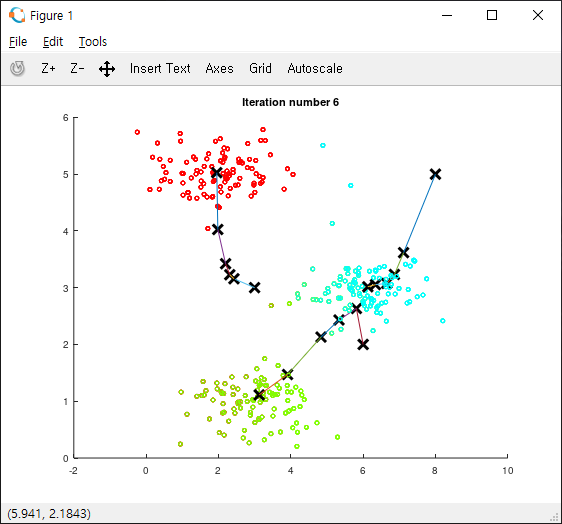 Figure 1
File Edit Tools
Z+ Z- Insert Text Axes Grid Autoscale
Iteration number 6
6
5
4
3
2
1
0
-2 0 2 4 6 8 10
(5.941, 2.1843)